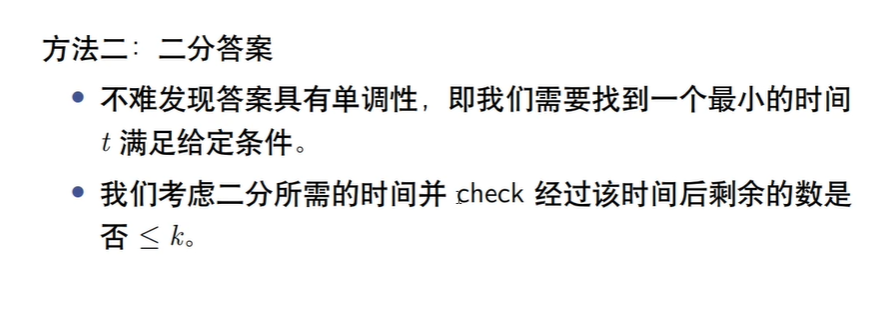 方法二：二分答案
不难发现答案具有单调性，即我们需要找到一个最小的时间
t 满足给定条件。
我们考虑二分所需的时间并 check 经过该时间后剩余的数是
否 ≤ k。